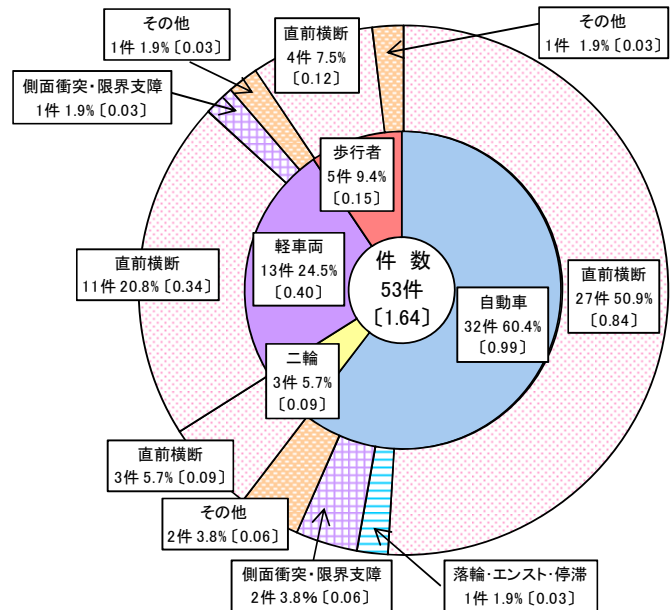 その他
1件 1.9%〔0.03〕
直前横断
4件 7.5%
〔0.12〕
その他
1件 1.9%〔0.03〕
側面衝突・限界支障
1件 1.9%〔0.03〕
歩行者
5件 9.4%
〔0.15〕
直前横断
11件 20.8%〔0.34〕
軽車両
13件 24.5%
〔0.40〕
件 数
53件
〔1.64〕
自動車
32件 60.4%
〔0.99〕
直前横断
27件 50.9%
〔0.84〕
二輪
3件 5.7%
〔0.09〕
直前横断
3件 5.7%〔0.09〕
その他
2件 3.8%〔0.06〕
側面衝突・限界支障
2件 3.8%〔0.06〕
落輪・エンスト・停滞
1件 1.9%〔0.03〕